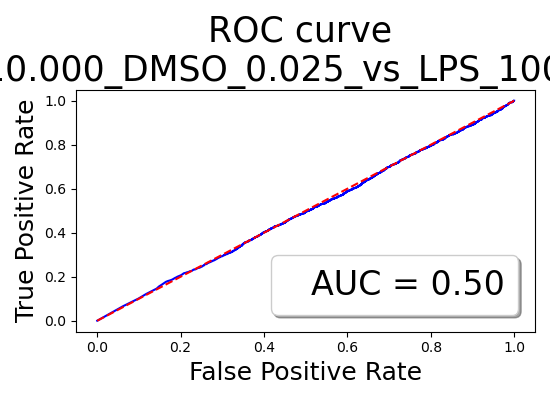 ROC curve
0.000_DMSO_0.025_vs_LPS_100
True Positive Rate
1.0
0.8
0.6
0.4
0.2
0.0
AUC = 0.50
0.0 0.2 0.4 0.6 0.8 1.0
False Positive Rate